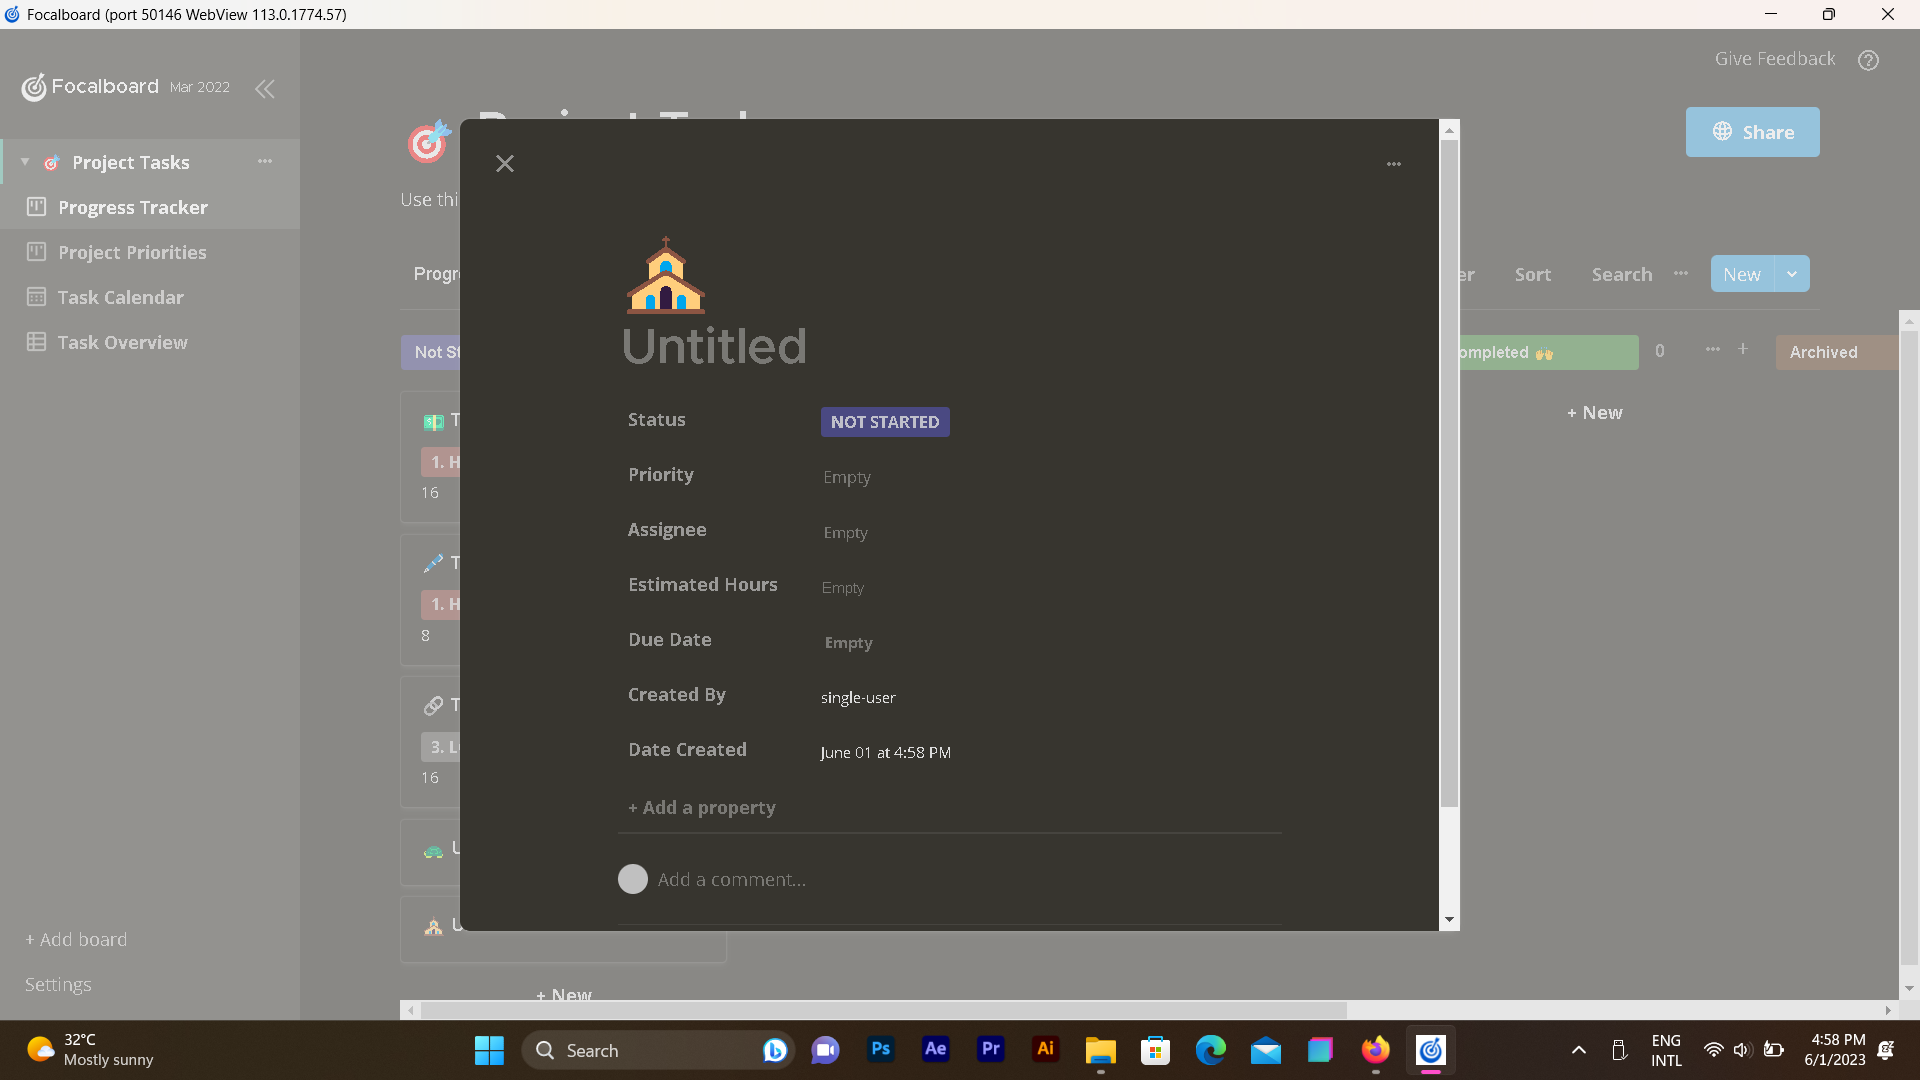 Focalboard (port 50146 WebView 113.0.1774.57)
Give Feedback
Focalboard Mar 2022
Share
Project Tasks
Progress Tracker
Project Priorities
Task Calendar
Task Overview
+ Add board
Settings
Use thi
Progr
er
Sort
Search
New
Not St
ompleted 🙌
0
Archived
+ New
1. H
16
1. H
8
3. L
16
+ New
Untitled
Status NOT STARTED
Priority Empty
Assignee Empty
Estimated Hours Empty
Due Date Empty
Created By single-user
Date Created June 01 at 4:58 PM
+ Add a property
Add a comment...
32°C
Mostly sunny
Search
Ps
Ae
Pr
Ai
ENG
INTL
4:58 PM
6/1/2023